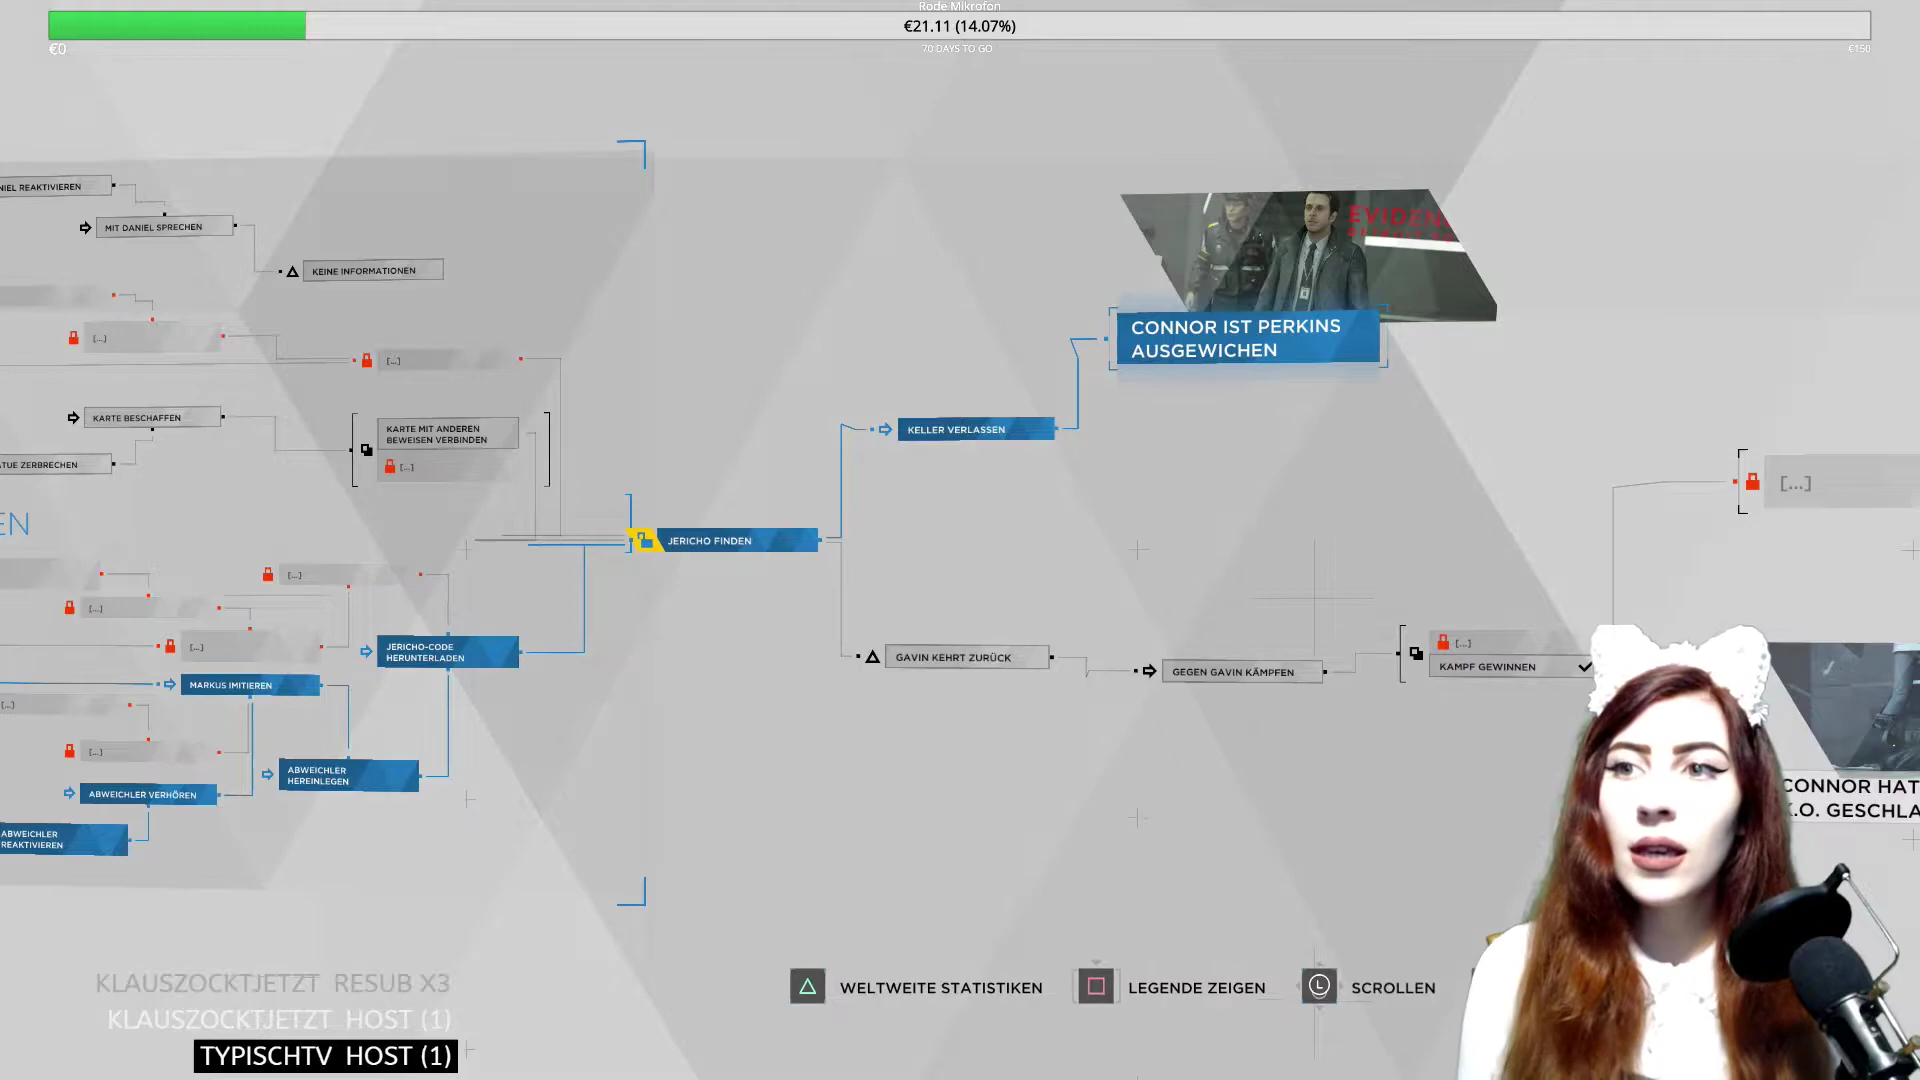 Rode Mikrofon
€21.11 (14.07%)
€0
70 DAYS TO GO
€150
NIEL REAKTIVIEREN
MIT DANIEL SPRECHEN
KEINE INFORMATIONEN
[...]
[...]
KARTE BESCHAFFEN
KARTE MIT ANDEREN
BEWEISEN VERBINDEN
[...]
ATUE ZERBRECHEN
EN
JERICHO FINDEN
KELLER VERLASSEN
EVIDEN
CONNOR IST PERKINS
AUSGEWICHEN
[...]
[...]
[...]
[...]
JERICHO-CODE
HERUNTERLADEN
MARKUS IMITIEREN
[...]
[...]
ABWEICHLER
HEREINLEGEN
ABWEICHLER VERHÖREN
ABWEICHLER
REAKTIVIEREN
GAVIN KEHRT ZURÜCK
GEGEN GAVIN KÄMPFEN
[...]
KAMPF GEWINNEN
CONNOR HAT
K.O. GESCHLA
KLAUSZOCKTJETZT RESUB X3
KLAUSZOCKTJETZT HOST (1)
TYPISCHTV HOST (1)
WELTWEITE STATISTIKEN
LEGENDE ZEIGEN
L
SCROLLEN